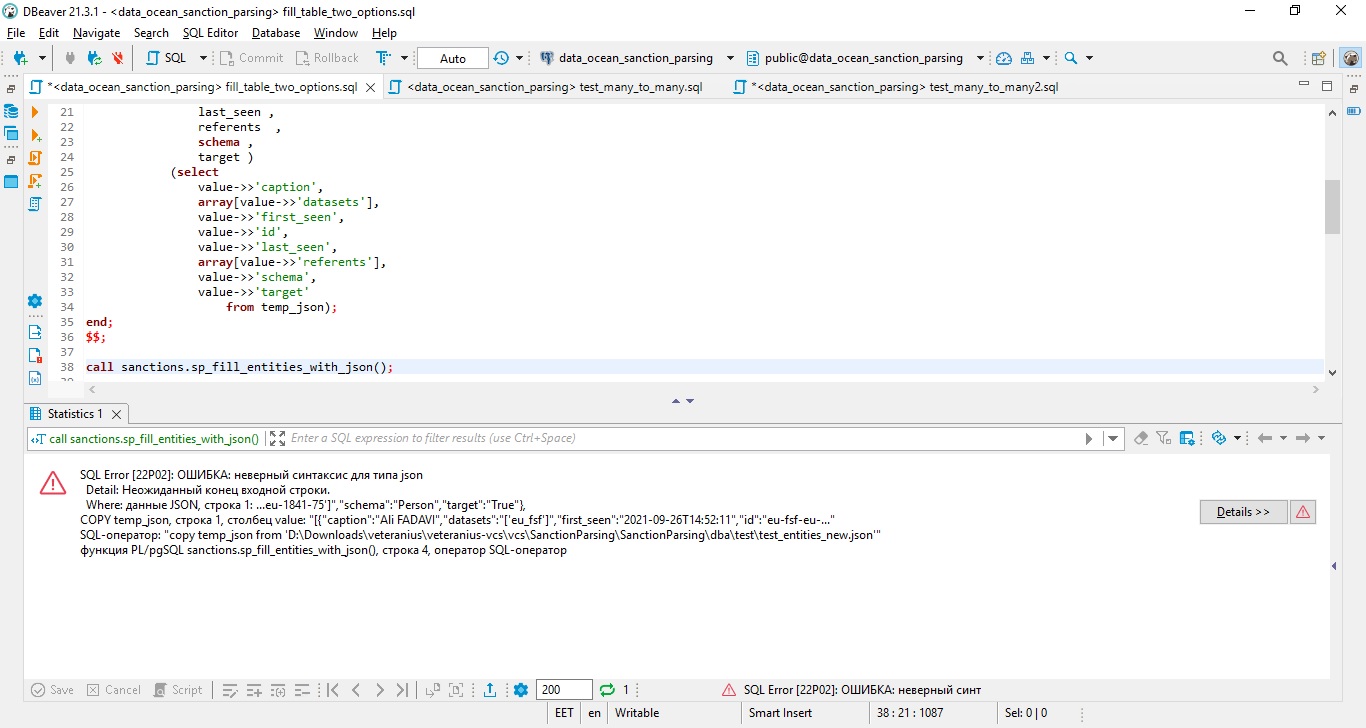 DBeaver 21.3.1 - <data_ocean_sanction_parsing> fill_table_two_options.sql
File Edit Navigate Search SQL Editor Database Window Help
SQL Commit Rollback Auto data_ocean_sanction_parsing public@data_ocean_sanction_parsing
*<data_ocean_sanction_parsing> fill_table_two_options.sql <data_ocean_sanction_parsing> test_many_to_many.sql *<data_ocean_sanction_parsing> test_many_to_many2.sql
21 last_seen ,
22 referents ,
23 schema ,
24 target )
25 (select
26 value->>'caption',
27 array[value->>'datasets'],
28 value->>'first_seen',
29 value->>'id',
30 value->>'last_seen',
31 array[value->>'referents'],
32 value->>'schema',
33 value->>'target'
34 from temp_json);
35 end;
36 $$;
37
38 call sanctions.sp_fill_entities_with_json();
Statistics 1
call sanctions.sp_fill_entities_with_json() Enter a SQL expression to filter results (use Ctrl+Space)
SQL Error [22P02]: ОШИБКА: неверный синтаксис для типа json
Detail: Неожиданный конец входной строки.
Where: данные JSON, строка 1: ...eu-1841-75']","schema":"Person","target":"True"},
COPY temp_json, строка 1, столбец value: "[{"caption":"Ali FADAVI","datasets":"['eu_fsf']","first_seen":"2021-09-26T14:52:11","id":"eu-fsf-eu-..."
Details >>
SQL-оператор: "copy temp_json from 'D:\Downloads\veteranius\veteranius-vcs\vcs\SanctionParsing\SanctionParsing\dba\test\test_entities_new.json'"
функция PL/pgSQL sanctions.sp_fill_entities_with_json(), строка 4, оператор SQL-оператор
Save Cancel Script 200 1 SQL Error [22P02]: ОШИБКА: неверный синт
EET en Writable Smart Insert 38 : 21 : 1087 Sel: 0 | 0